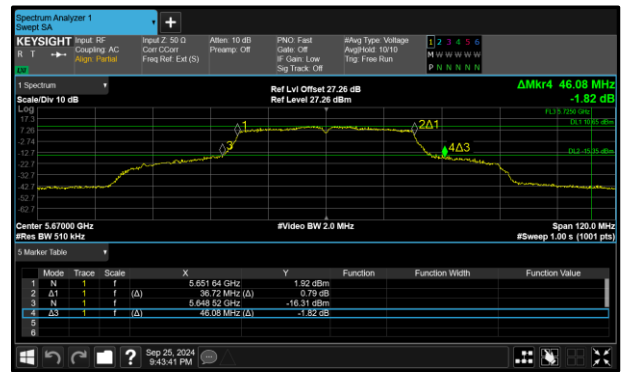 Spectrum Analyzer 1
Swept SA
+
KEYSIGHT Input: RF Input Z: 50 Ω Atten: 10 dB PNO: Fast #Avg Type: Voltage 1 2 3 4 5 6
R T Coupling: AC Corr CCorr Preamp: Off Gate: Off Avg|Hold: 10/10 M W W W W W
Align: Partial Freq Ref: Ext (S) IF Gain: Low Trig: Free Run
Sig Track: Off P N N N N N
LXI
1 Spectrum Ref Lvl Offset 27.26 dB ΔMkr4 46.08 MHz
Scale/Div 10 dB Ref Level 27.26 dBm -1.82 dB
Log
17.3
7.26
-2.74
-12.7
-22.7
-32.7
-42.7
-52.7
-62.7
1
2Δ1
3
4Δ3
Center 5.67000 GHz #Video BW 2.0 MHz Span 120.0 MHz
#Res BW 510 kHz #Sweep 1.00 s (1001 pts)
5 Marker Table
Mode Trace Scale X Y Function Function Width Function Value
1 N 1 f 5.651 64 GHz 1.92 dBm
2 Δ1 1 f (Δ) 36.72 MHz (Δ) 0.79 dB
3 N 1 f 5.648 52 GHz -16.31 dBm
4 Δ3 1 f (Δ) 46.08 MHz (Δ) -1.82 dB
5
6
? Sep 25, 2024
9:43:41 PM